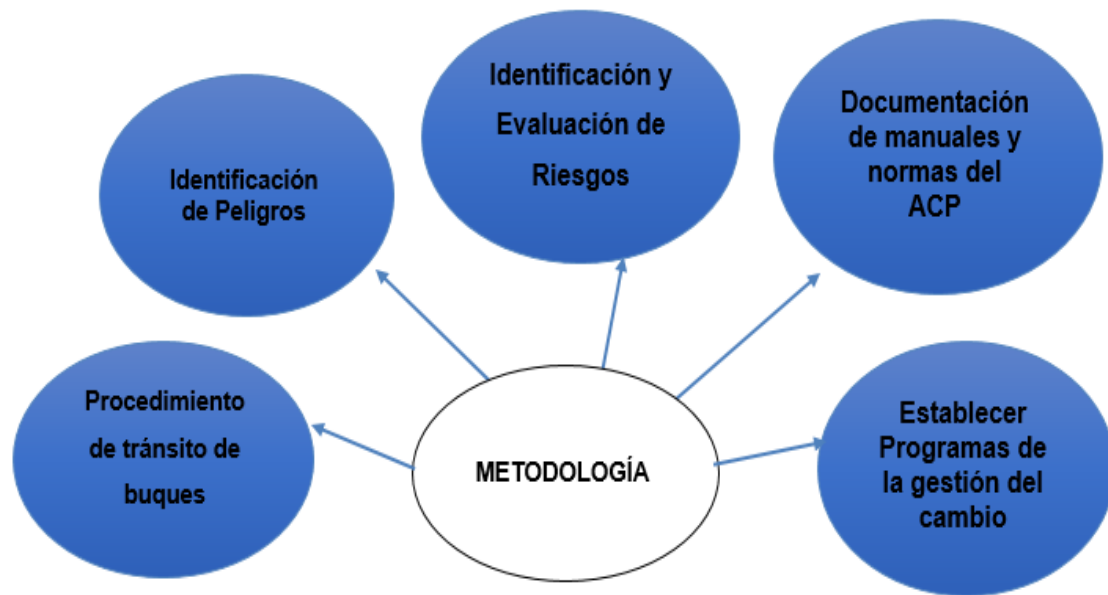 Identificación y
Evaluación de
Riesgos
Documentación
de manuales y
normas del
ACP
Identificación
de Peligros
Procedimiento
de tránsito de
buques
METODOLOGÍA
Establecer
Programas de
la gestión del
cambio